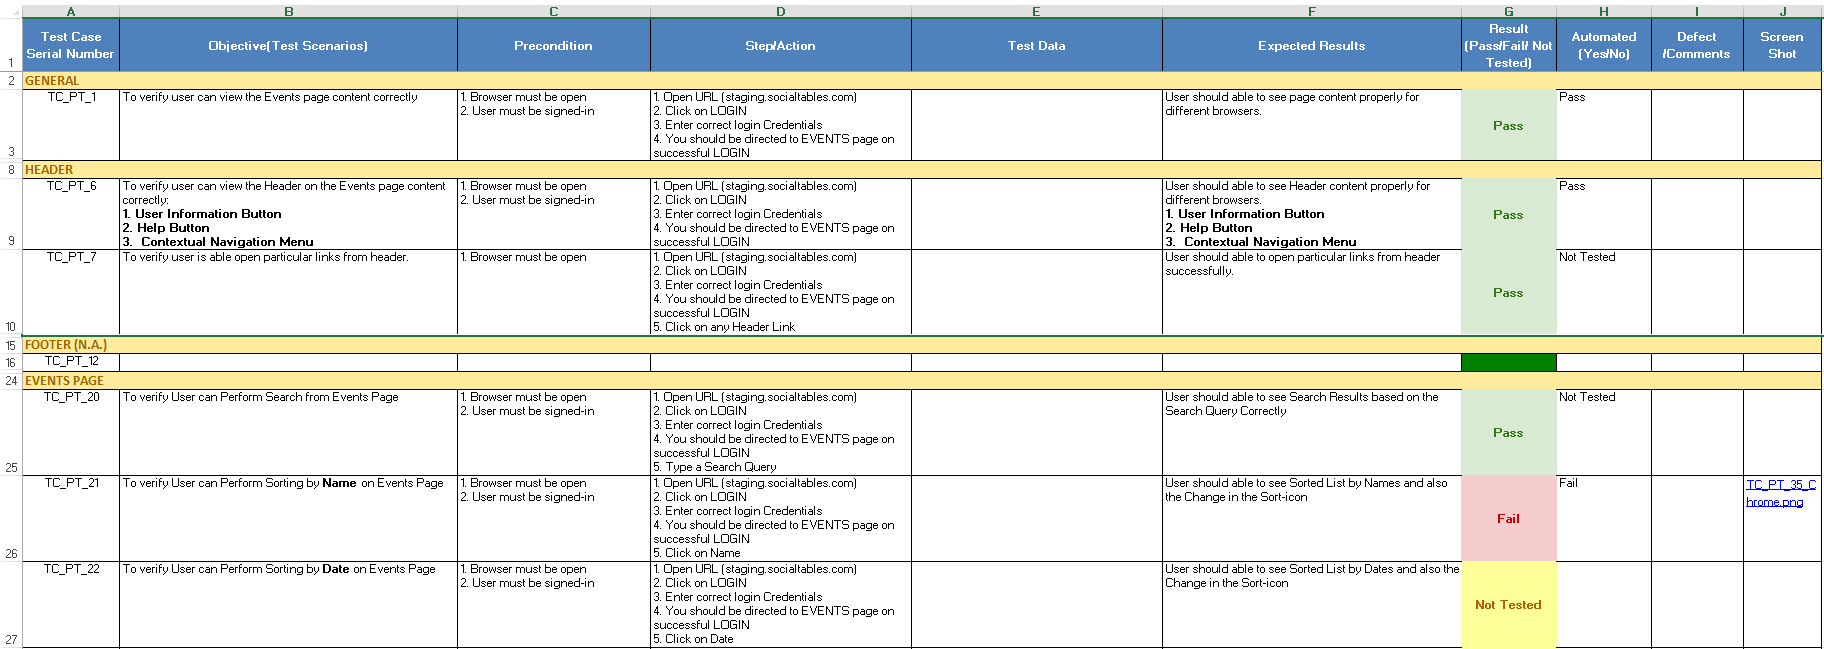 A B C D E F G H I J
1 Test Case Serial Number Objective(Test Scenarios) Precondition Step/Action Test Data Expected Results Result (Pass/Fail/ Not Tested) Automated (Yes/No) Defect /Comments Screen Shot
2 GENERAL
3 TC_PT_1
To verify user can view the Events page content correctly
1. Browser must be open
2. User must be signed-in
1. Open URL (staging.socialtables.com)
2. Click on LOGIN
3. Enter correct login Credentials
4. You should be directed to EVENTS page on
successful LOGIN
User should able to see page content properly for
different browsers.
Pass
Pass
8 HEADER
9 TC_PT_6
To verify user can view the Header on the Events page content
correctly:
1. User Information Button
2. Help Button
3. Contextual Navigation Menu
1. Browser must be open
2. User must be signed-in
1. Open URL (staging.socialtables.com)
2. Click on LOGIN
3. Enter correct login Credentials
4. You should be directed to EVENTS page on
successful LOGIN
User should able to see Header content properly for
different browsers.
1. User Information Button
2. Help Button
3. Contextual Navigation Menu
Pass
Pass
10 TC_PT_7
To verify user is able open particular links from header.
1. Browser must be open
1. Open URL (staging.socialtables.com)
2. Click on LOGIN
3. Enter correct login Credentials
4. You should be directed to EVENTS page on
successful LOGIN
5. Click on any Header Link
User should able to open particular links from header
successfully.
Pass
Not Tested
15 FOOTER (N.A.)
16 TC_PT_12
24 EVENTS PAGE
25 TC_PT_20
To verify User can Perform Search from Events Page
1. Browser must be open
2. User must be signed-in
1. Open URL (staging.socialtables.com)
2. Click on LOGIN
3. Enter correct login Credentials
4. You should be directed to EVENTS page on
successful LOGIN
5. Type a Search Query
User should able to see Search Results based on the
Search Query Correctly
Pass
Not Tested
26 TC_PT_21
To verify User can Perform Sorting by Name on Events Page
1. Browser must be open
2. User must be signed-in
1. Open URL (staging.socialtables.com)
2. Click on LOGIN
3. Enter correct login Credentials
4. You should be directed to EVENTS page on
successful LOGIN
5. Click on Name
User should able to see Sorted List by Names and also
the Change in the Sort-icon
Fail
Fail
TC_PT_35_C
hrome.png
27 TC_PT_22
To verify User can Perform Sorting by Date on Events Page
1. Browser must be open
2. User must be signed-in
1. Open URL (staging.socialtables.com)
2. Click on LOGIN
3. Enter correct login Credentials
4. You should be directed to EVENTS page on
successful LOGIN
5. Click on Date
User should able to see Sorted List by Dates and also the
Change in the Sort-icon
Not Tested